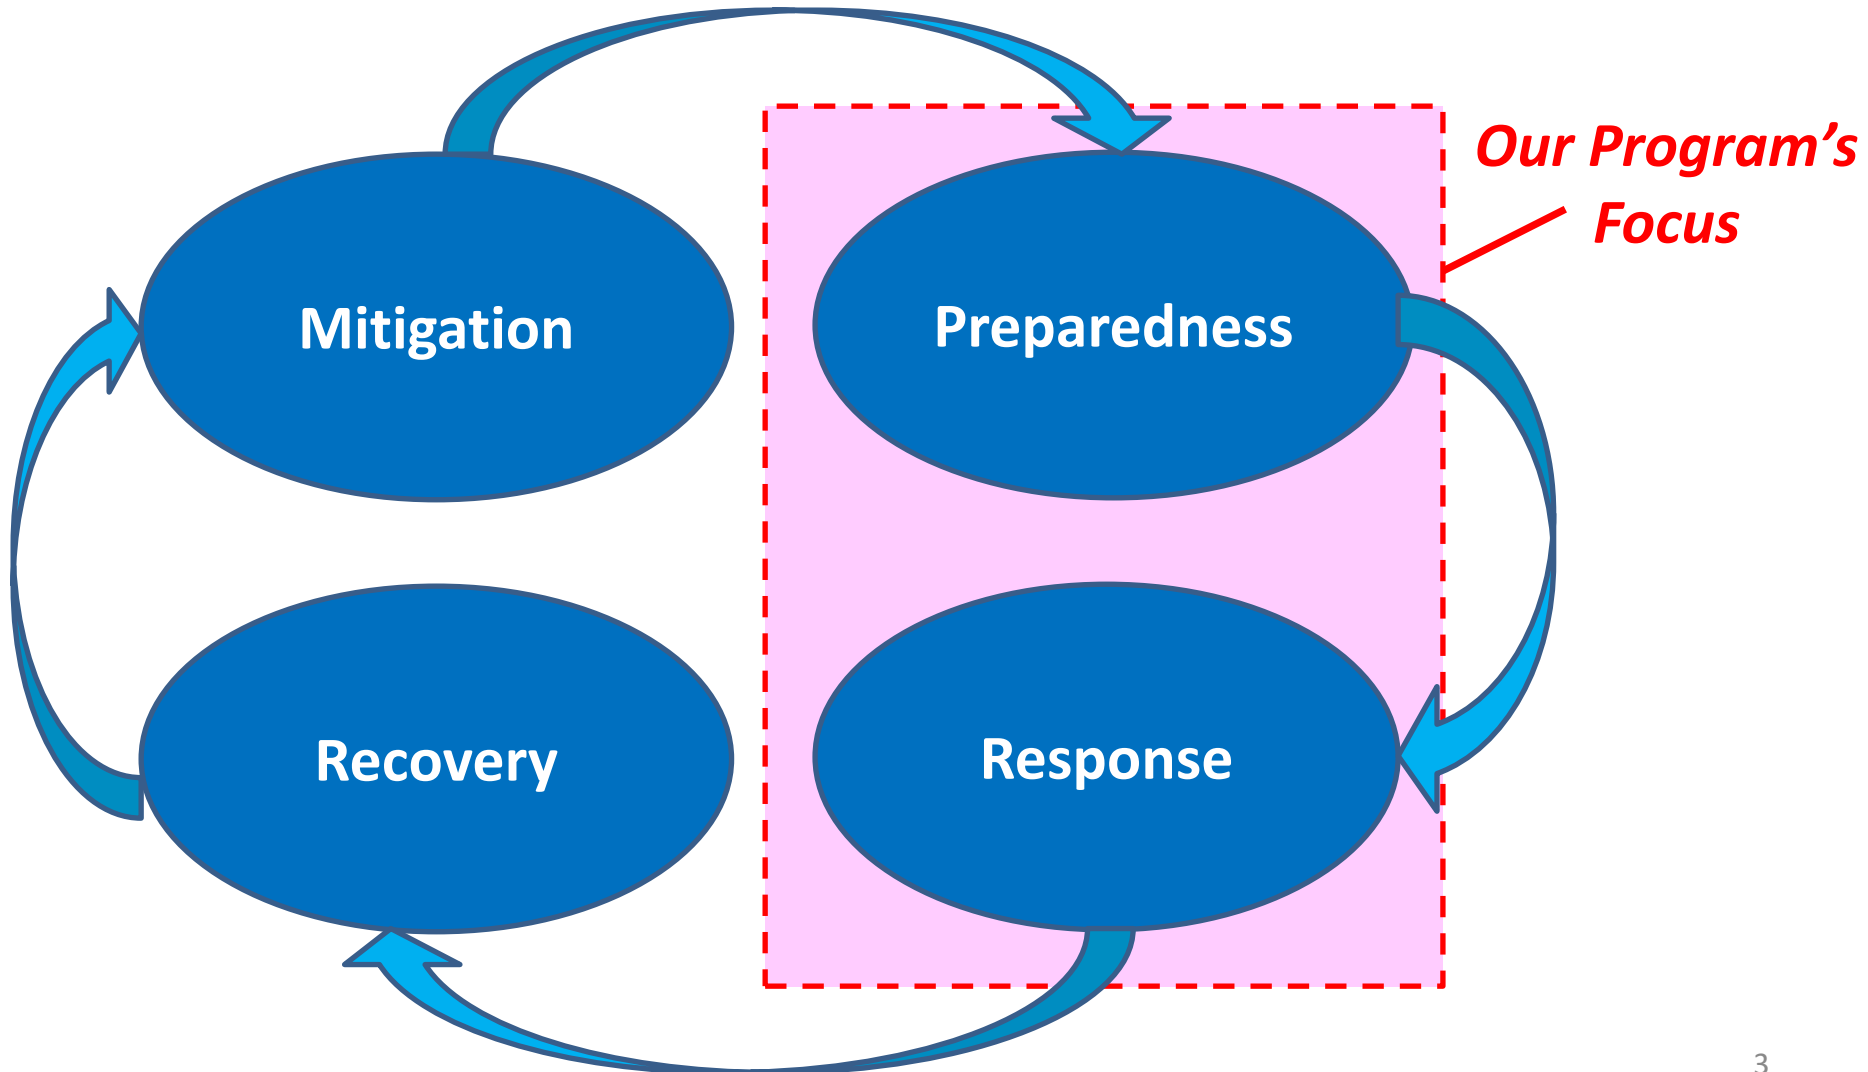 Our Program’s
Focus
Mitigation
Preparedness
Recovery
Response
3